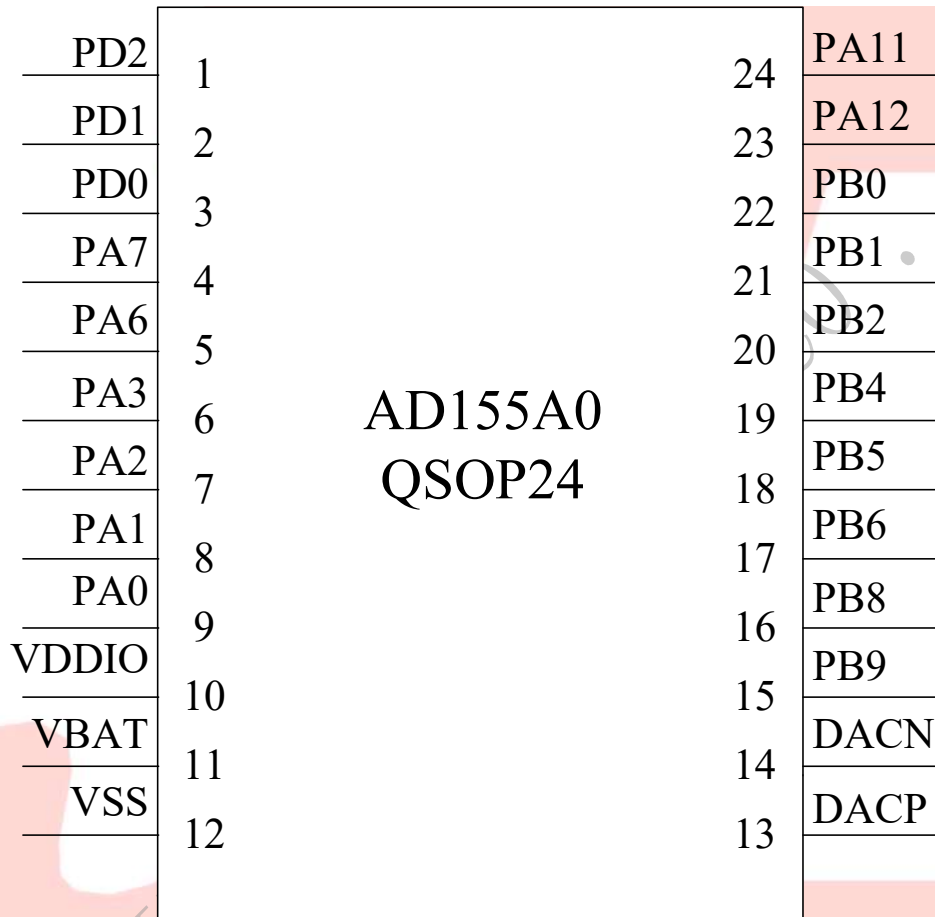 PD2 1 24 PA11
PD1 2 23 PA12
PD0 3 22 PB0
PA7 4 21 PB1
PA6 5 20 PB2
PA3 6 19 PB4
AD155A0
PA2 7 18 PB5
QSOP24
PA1 8 17 PB6
PA0 9 16 PB8
VDDIO 10 15 PB9
VBAT 11 14 DACN
VSS 12 13 DACP